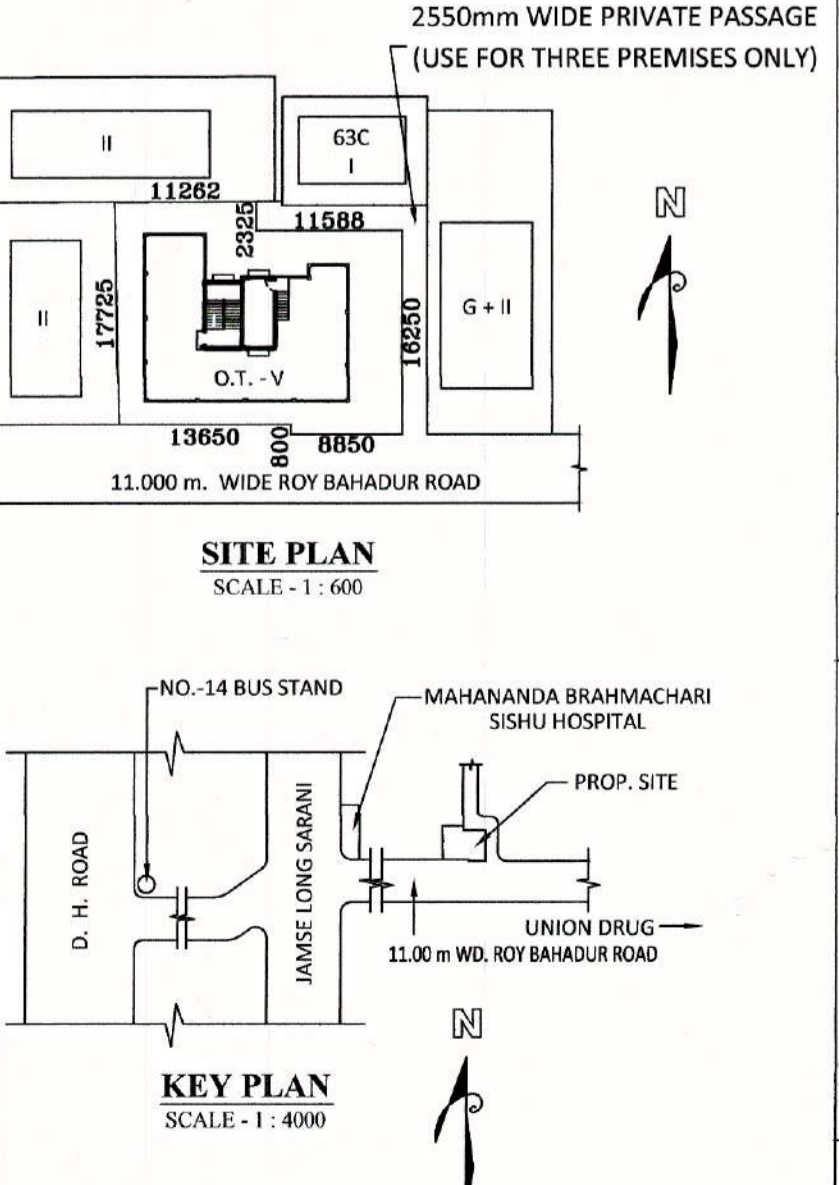 2550mm WIDE PRIVATE PASSAGE
(USE FOR THREE PREMISES ONLY)
II
63C
I
11262
2325
11588
N
II
17725
16250
G + II
O.T. - V
13650
800
8850
11.000 m. WIDE ROY BAHADUR ROAD
SITE PLAN
SCALE - 1 : 600
NO.-14 BUS STAND
MAHANANDA BRAHMACHARI
SISHU HOSPITAL
PROP. SITE
D. H. ROAD
JAMSE LONG SARANI
UNION DRUG
11.00 m WD. ROY BAHADUR ROAD
N
KEY PLAN
SCALE - 1 : 4000